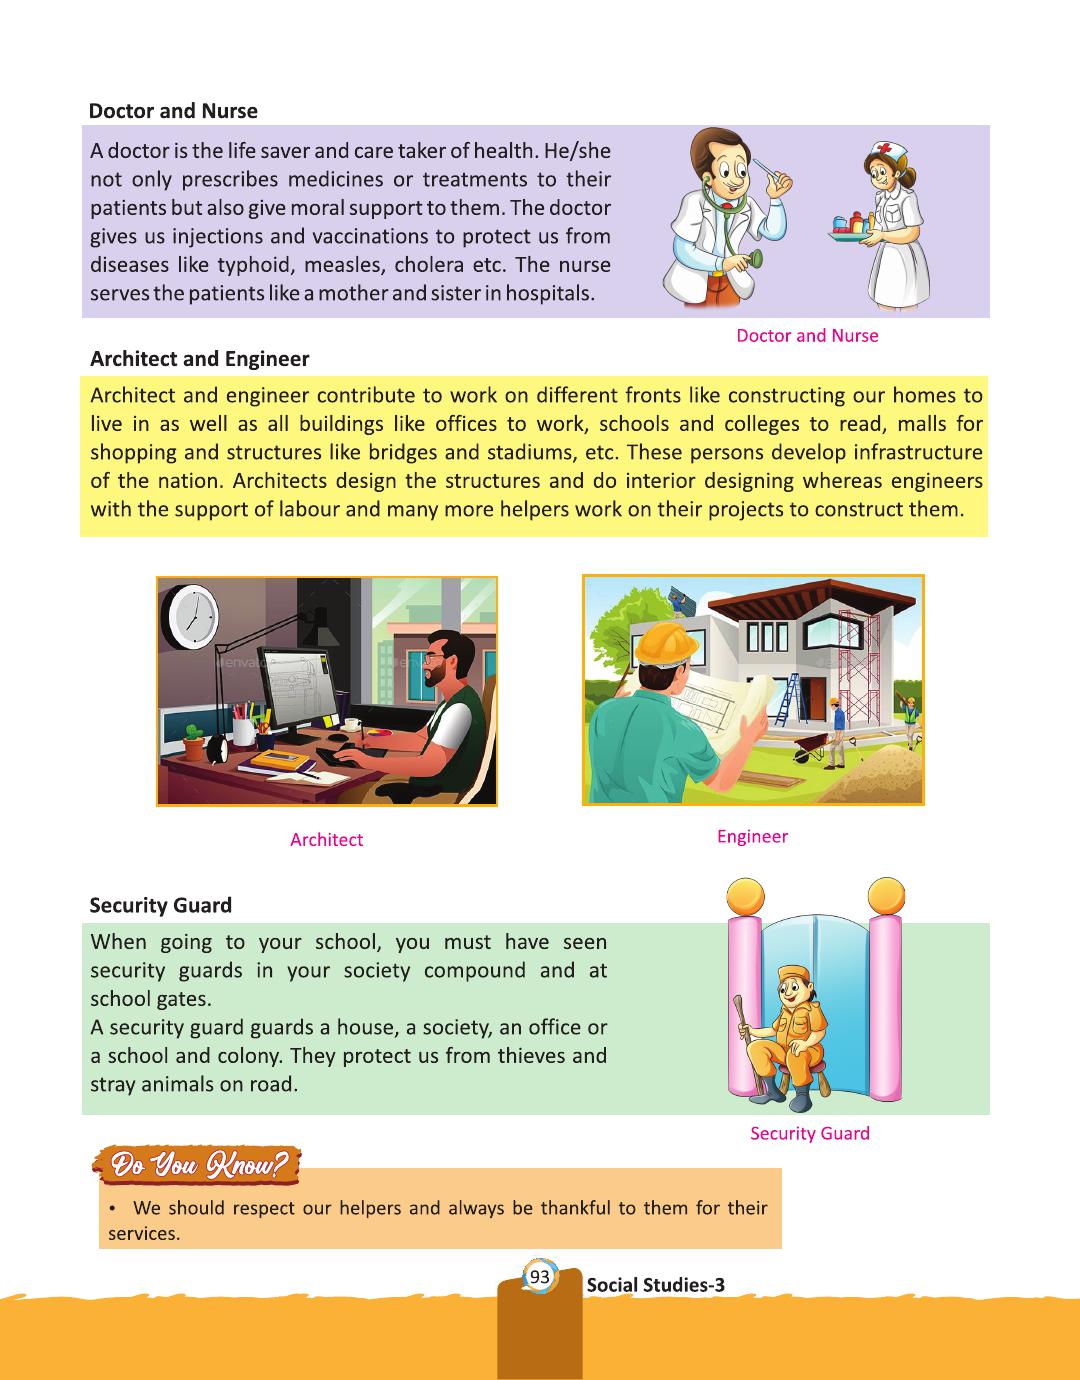 Doctor and Nurse
A doctor is the life saver and care taker of health. He/she
not only prescribes medicines or treatments to their
patients but also give moral support to them. The doctor
gives us injections and vaccinations to protect us from
diseases like typhoid, measles, cholera etc. The nurse
serves the patients like a mother and sister in hospitals.
Doctor and Nurse
Architect and Engineer
Architect and engineer contribute to work on different fronts like constructing our homes to
live in as well as all buildings like offices to work, schools and colleges to read, malls for
shopping and structures like bridges and stadiums, etc. These persons develop infrastructure
of the nation. Architects design the structures and do interior designing whereas engineers
with the support of labour and many more helpers work on their projects to construct them.
Architect
Engineer
Security Guard
When going to your school, you must have seen
security guards in your society compound and at
school gates.
A security guard guards a house, a society, an office or
a school and colony. They protect us from thieves and
stray animals on road.
Security Guard
Do You Know?
• We should respect our helpers and always be thankful to them for their
services.
93
Social Studies-3